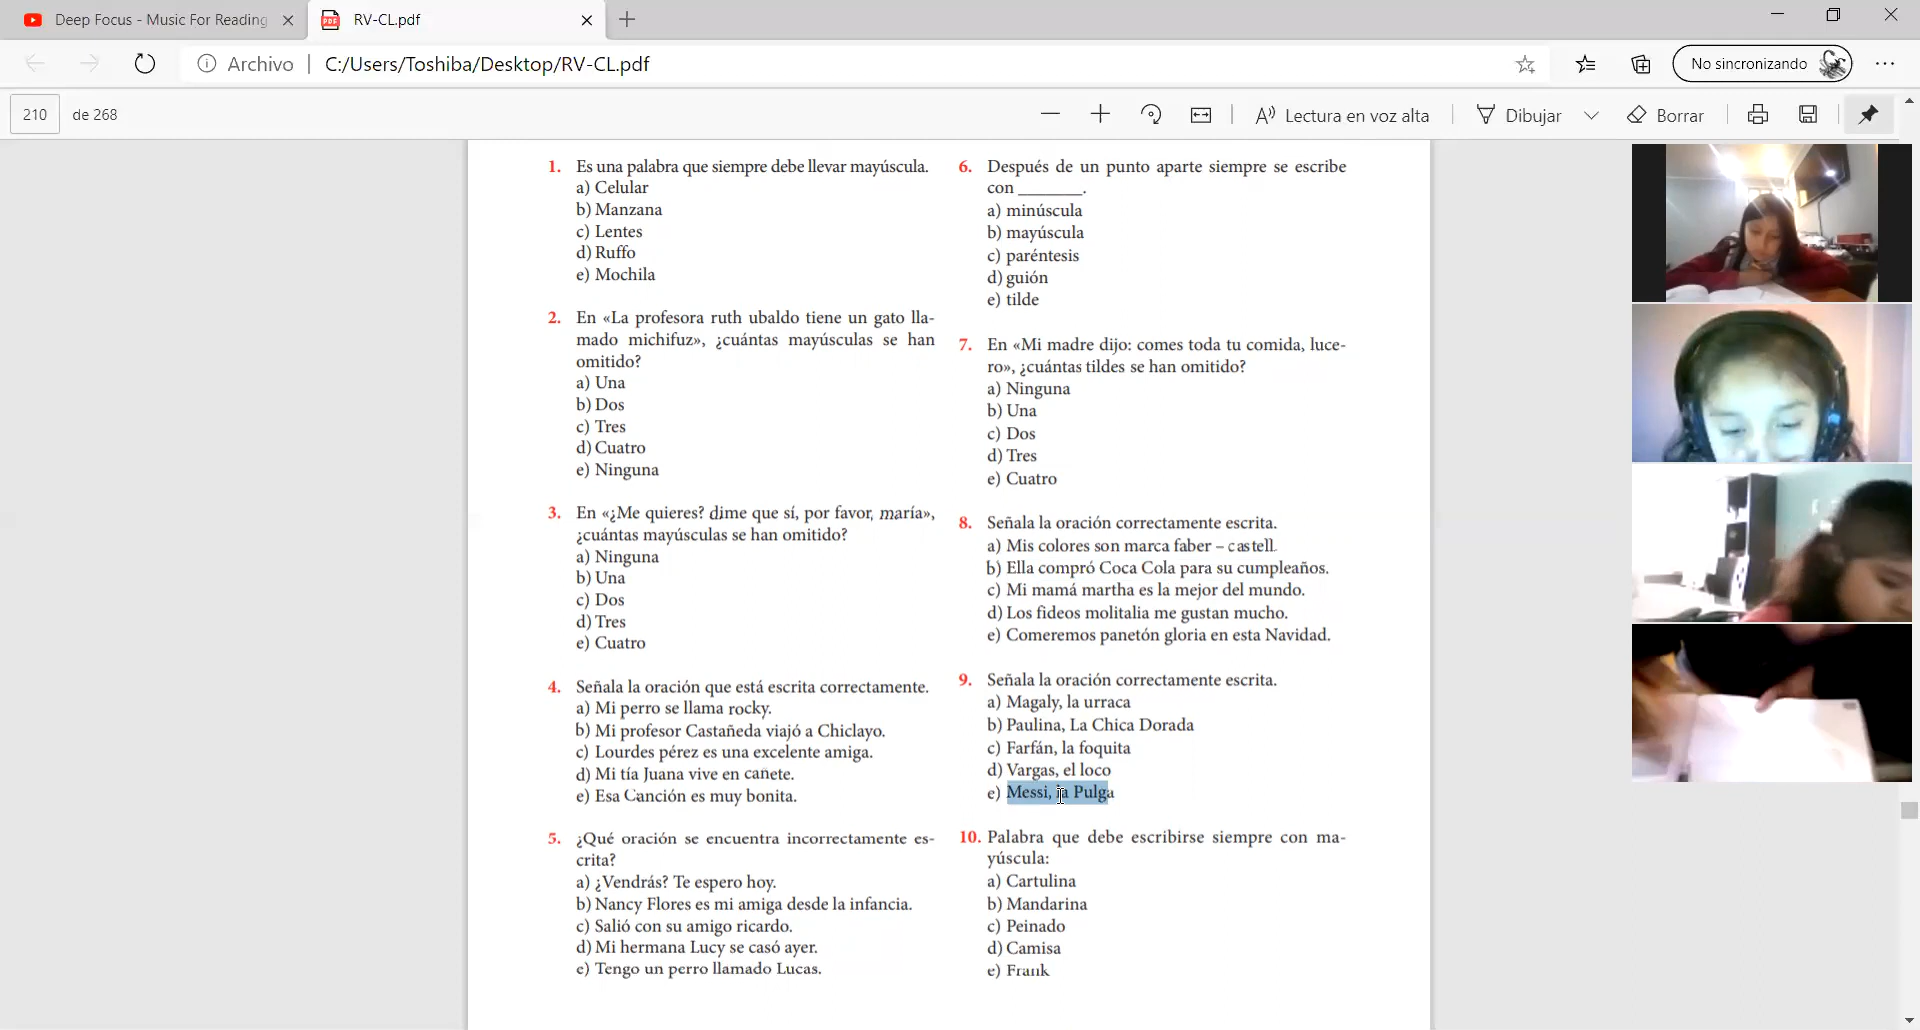 Deep Focus - Music For Reading
RV-CL.pdf
Archivo
C:/Users/Toshiba/Desktop/RV-CL.pdf
No sincronizando
210 de 268
Lectura en voz alta
Dibujar
Borrar
1. Es una palabra que siempre debe llevar mayúscula.
a) Celular
b) Manzana
c) Lentes
d) Ruffo
e) Mochila
2. En «La profesora ruth ubaldo tiene un gato lla-
mado michifuz», ¿cuántas mayúsculas se han
omitido?
a) Una
b) Dos
c) Tres
d) Cuatro
e) Ninguna
3. En «¿Me quieres? dime que sí, por favor, maría»,
¿cuántas mayúsculas se han omitido?
a) Ninguna
b) Una
c) Dos
d) Tres
e) Cuatro
4. Señala la oración que está escrita correctamente.
a) Mi perro se llama rocky.
b) Mi profesor Castañeda viajó a Chiclayo.
c) Lourdes pérez es una excelente amiga.
d) Mi tía Juana vive en cañete.
e) Esa Canción es muy bonita.
5. ¿Qué oración se encuentra incorrectamente es-
crita?
a) ¿Vendrás? Te espero hoy.
b) Nancy Flores es mi amiga desde la infancia.
c) Salió con su amigo ricardo.
d) Mi hermana Lucy se casó ayer.
e) Tengo un perro llamado Lucas.
6. Después de un punto aparte siempre se escribe
con _______.
a) minúscula
b) mayúscula
c) paréntesis
d) guión
e) tilde
7. En «Mi madre dijo: comes toda tu comida, luce-
ro», ¿cuántas tildes se han omitido?
a) Ninguna
b) Una
c) Dos
d) Tres
e) Cuatro
8. Señala la oración correctamente escrita.
a) Mis colores son marca faber – castell.
b) Ella compró Coca Cola para su cumpleaños.
c) Mi mamá martha es la mejor del mundo.
d) Los fideos molitalia me gustan mucho.
e) Comeremos panetón gloria en esta Navidad.
9. Señala la oración correctamente escrita.
a) Magaly, la urraca
b) Paulina, La Chica Dorada
c) Farfán, la foquita
d) Vargas, el loco
e) Messi, la Pulga
10. Palabra que debe escribirse siempre con ma-
yúscula:
a) Cartulina
b) Mandarina
c) Peinado
d) Camisa
e) Frank